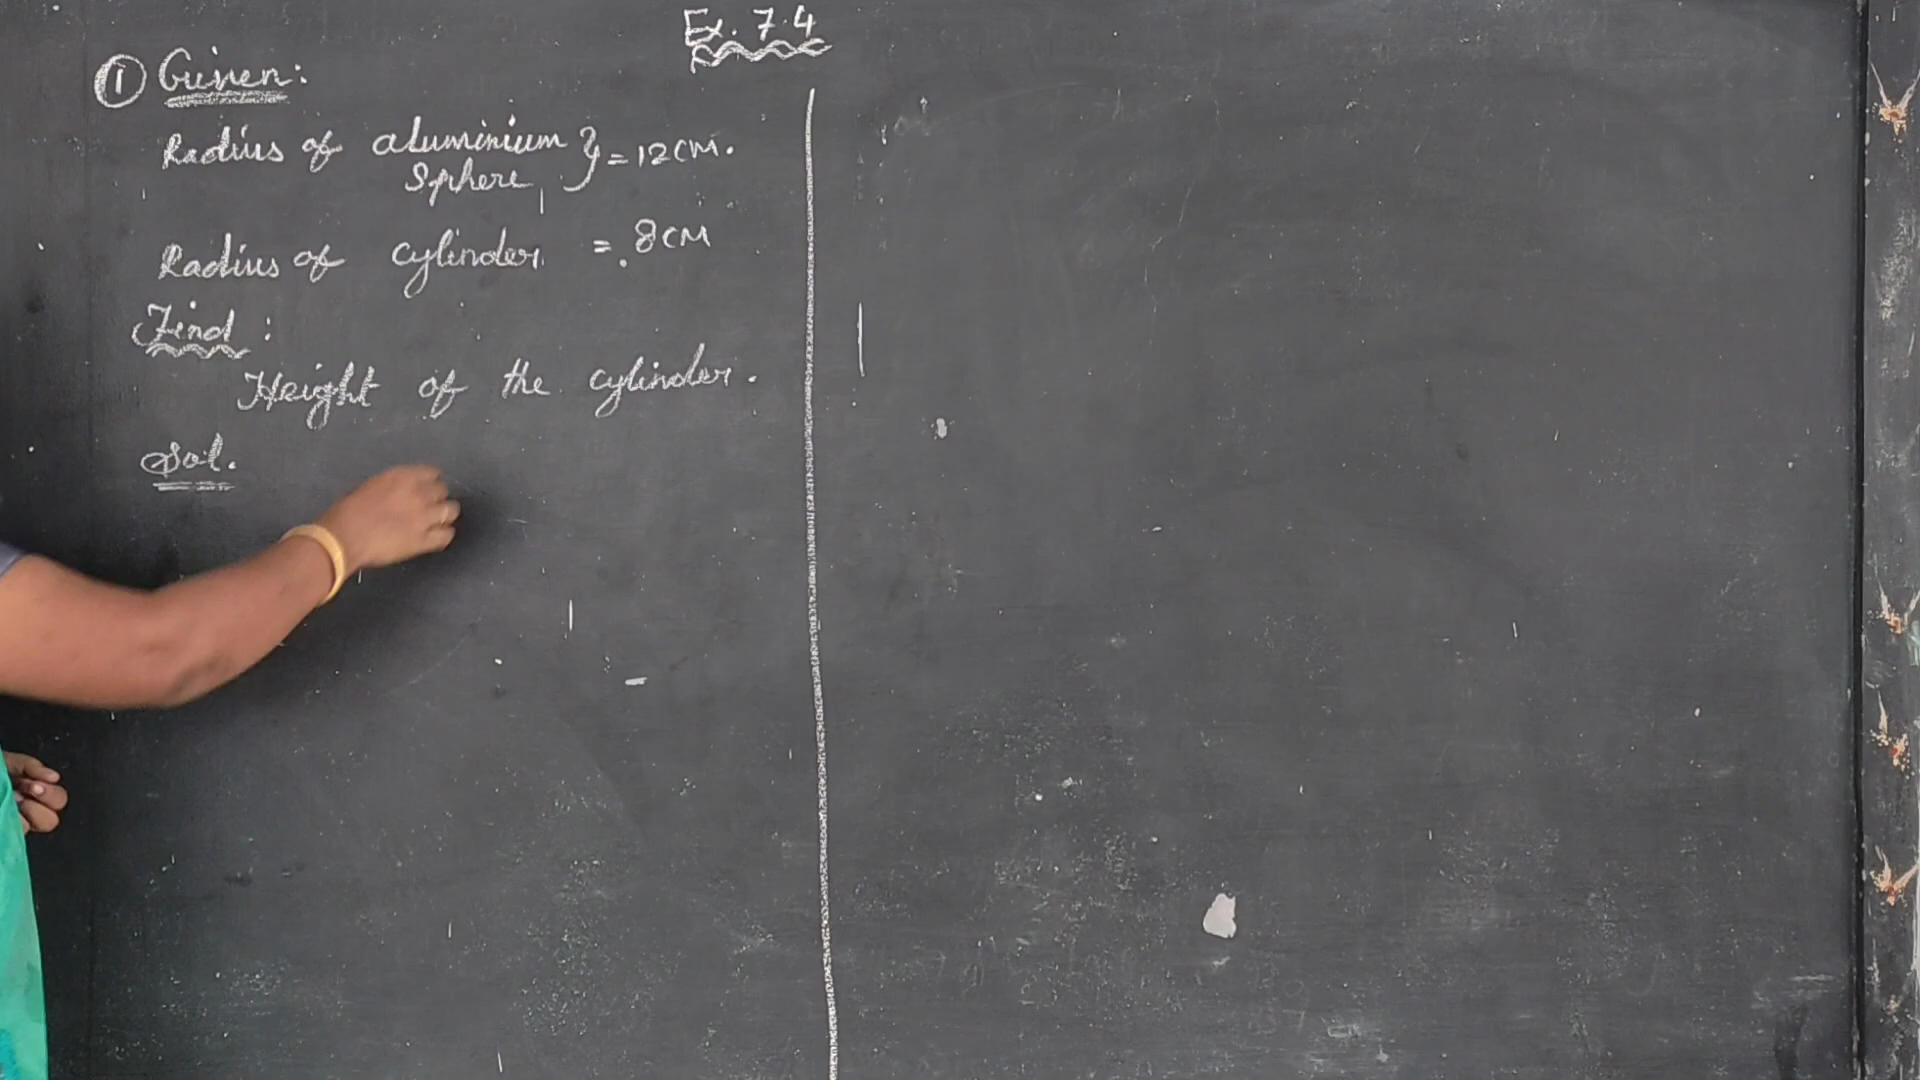 Ex. 7.4
① Given:
Radius of aluminium
sphere } = 12 CM.
Radius of cylinder = 8 CM
Find :
Height of the cylinder.
Sol.